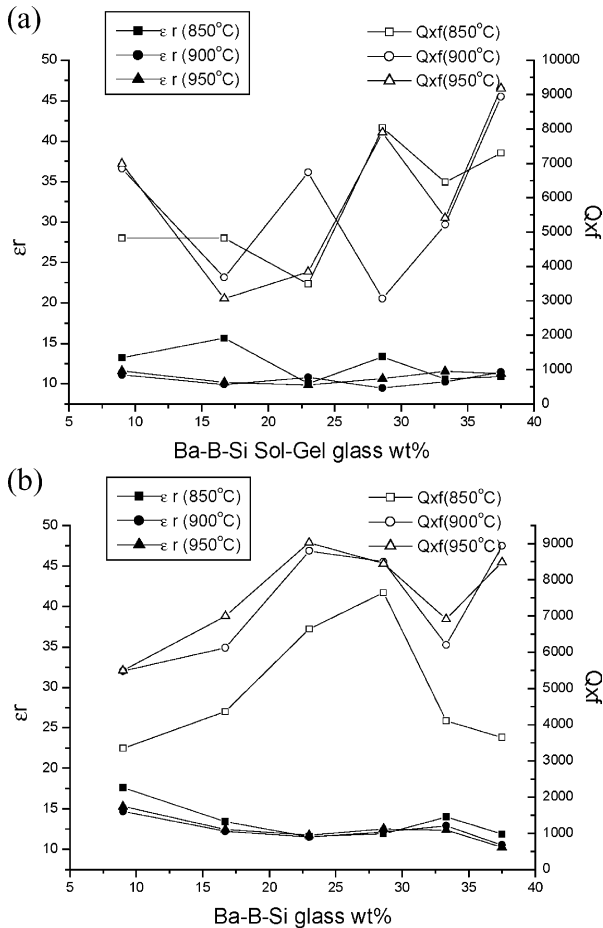 (a)
ε r (850°C)
ε r (900°C)
ε r (950°C)
Qxf(850°C)
Qxf(900°C)
Qxf(950°C)
50
45
40
35
30
25
20
15
10
εr
10000
9000
8000
7000
6000
5000
4000
3000
2000
1000
0
Qxf
5 10 15 20 25 30 35 40
Ba-B-Si Sol-Gel glass wt%
(b)
ε r (850°C)
ε r (900°C)
ε r (950°C)
Qxf(850°C)
Qxf(900°C)
Qxf(950°C)
50
45
40
35
30
25
20
15
10
εr
9000
8000
7000
6000
5000
4000
3000
2000
1000
0
Qxf
5 10 15 20 25 30 35 40
Ba-B-Si glass wt%